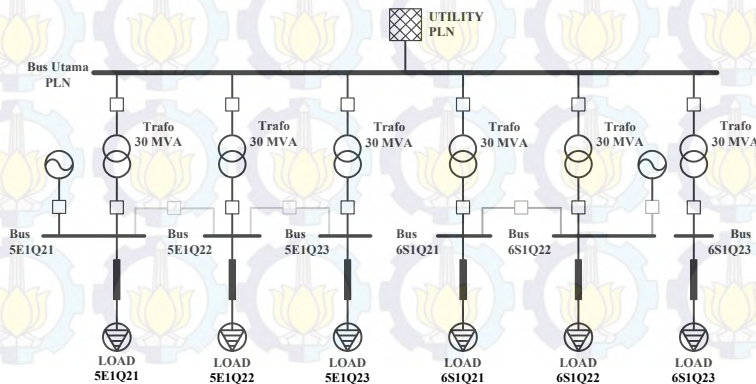 UTILITY
PLN
Bus Utama
PLN
Trafo
30 MVA
Trafo
30 MVA
Trafo
30 MVA
Trafo
30 MVA
Trafo
30 MVA
Trafo
30 MVA
Bus
5E1Q21
Bus
5E1Q22
Bus
5E1Q23
Bus
6S1Q21
Bus
6S1Q22
Bus
6S1Q23
LOAD
5E1Q21
LOAD
5E1Q22
LOAD
5E1Q23
LOAD
6S1Q21
LOAD
6S1Q22
LOAD
6S1Q23